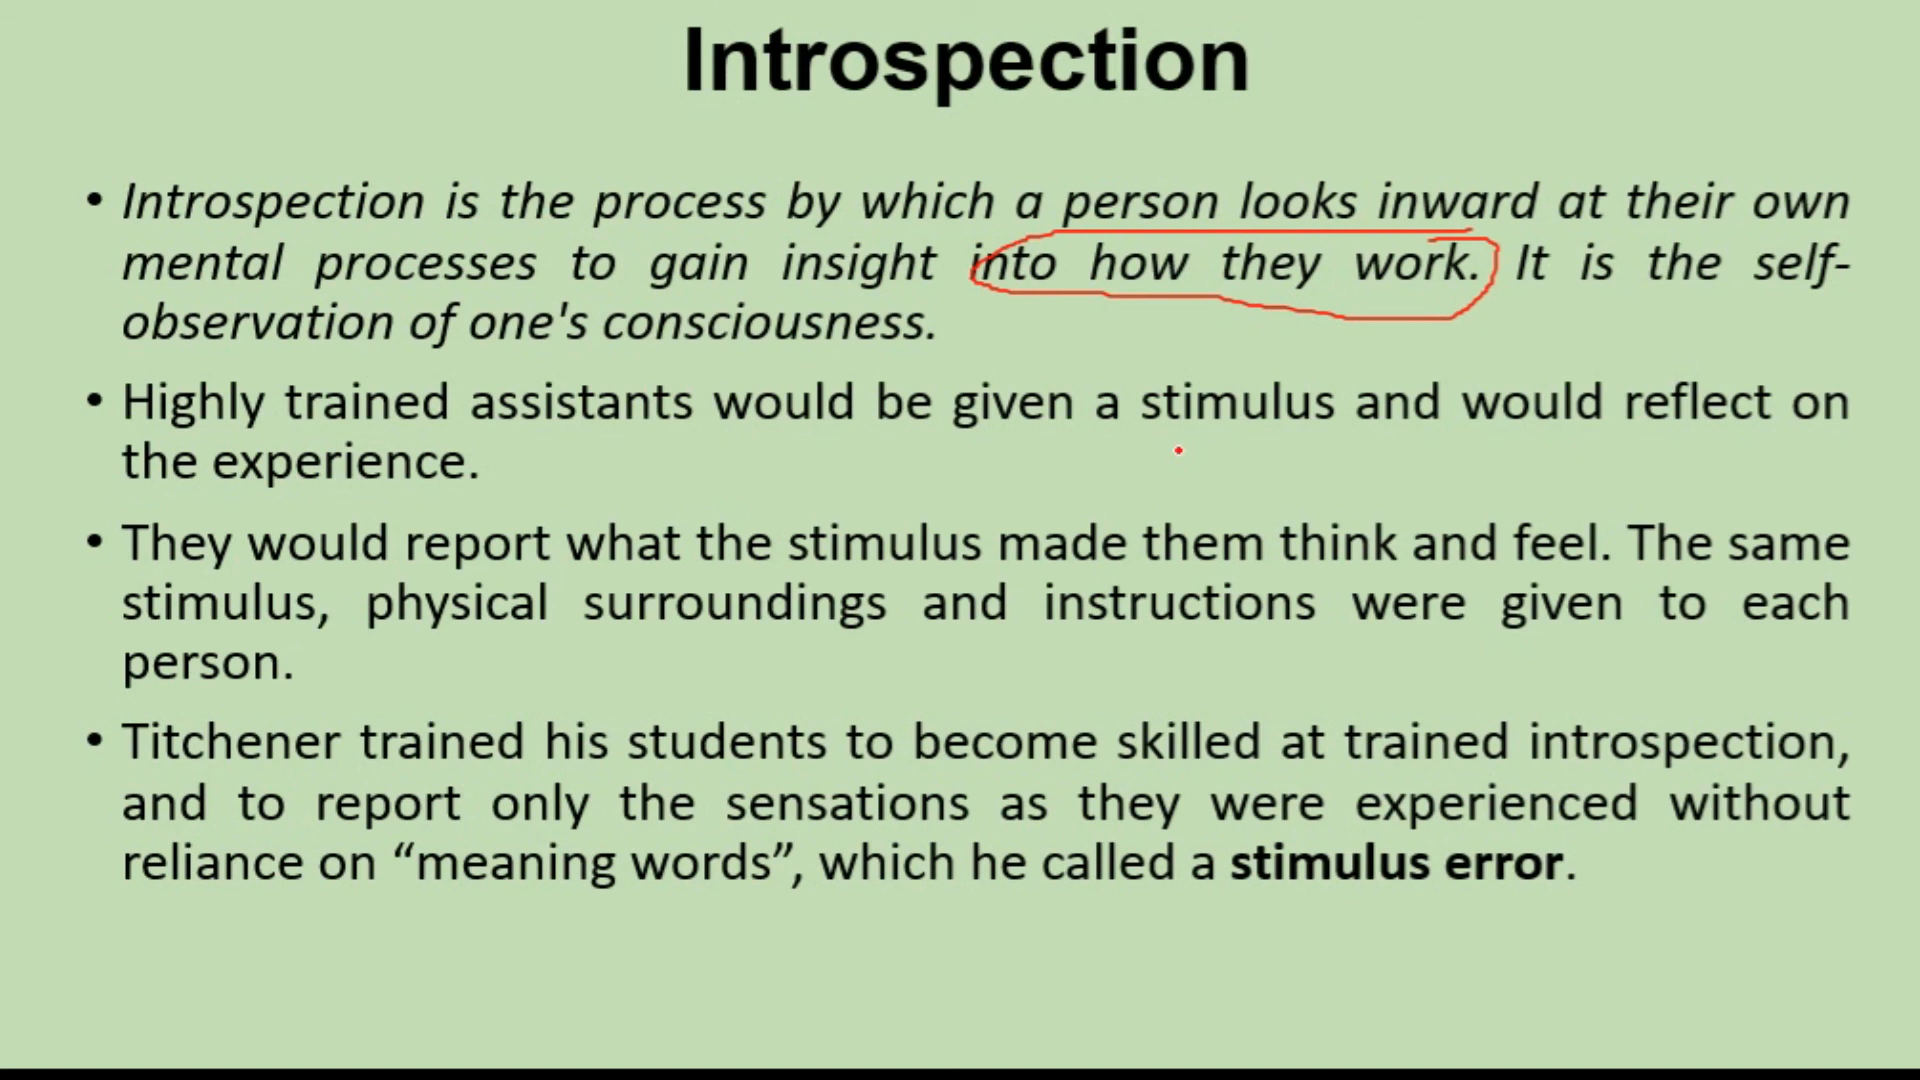 Introspection
• Introspection is the process by which a person looks inward at their own
mental processes to gain insight into how they work. It is the self-
observation of one's consciousness.
• Highly trained assistants would be given a stimulus and would reflect on
the experience.
• They would report what the stimulus made them think and feel. The same
stimulus, physical surroundings and instructions were given to each
person.
• Titchener trained his students to become skilled at trained introspection,
and to report only the sensations as they were experienced without
reliance on “meaning words”, which he called a stimulus error.